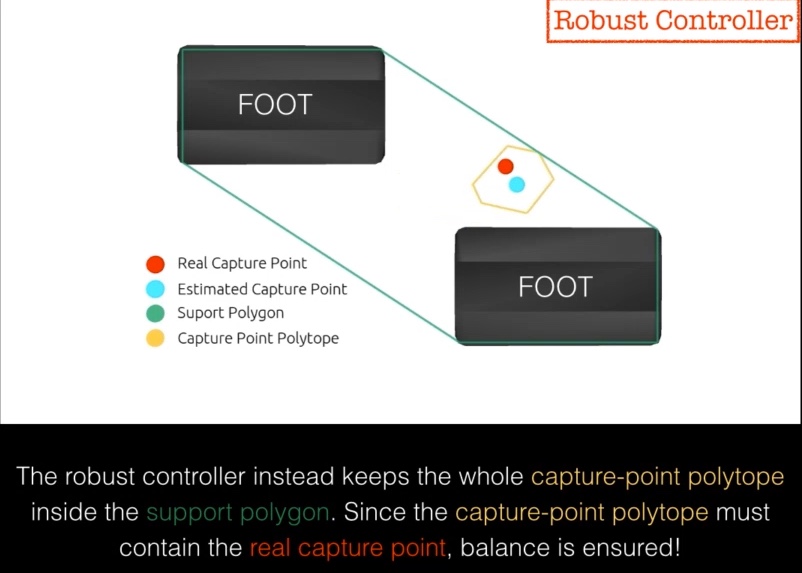 Robust Controller
FOOT
FOOT
Real Capture Point
Estimated Capture Point
Suport Polygon
Capture Point Polytope
The robust controller instead keeps the whole capture-point polytope
inside the support polygon. Since the capture-point polytope must
contain the real capture point, balance is ensured!